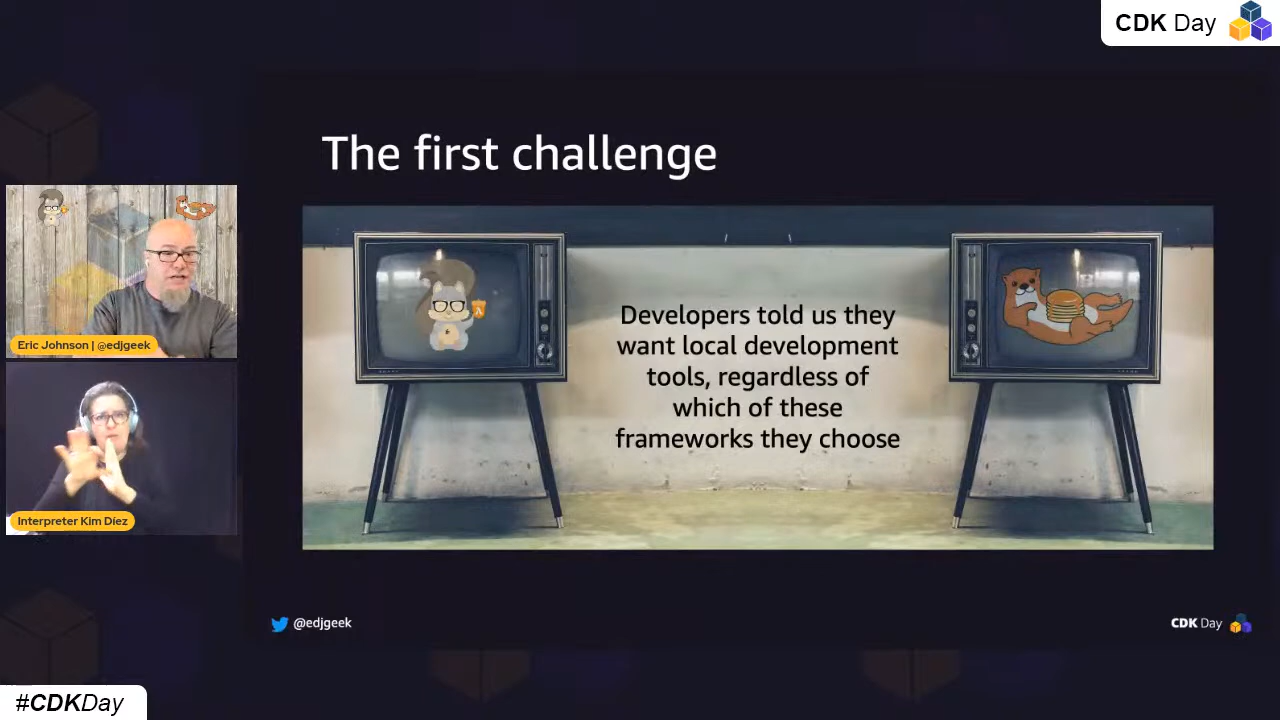 CDK Day
The first challenge
Developers told us they
want local development
tools, regardless of
which of these
frameworks they choose
Eric Johnson | @edjgeek
Interpreter Kim Díez
@edjgeek
CDK Day
#CDKDay